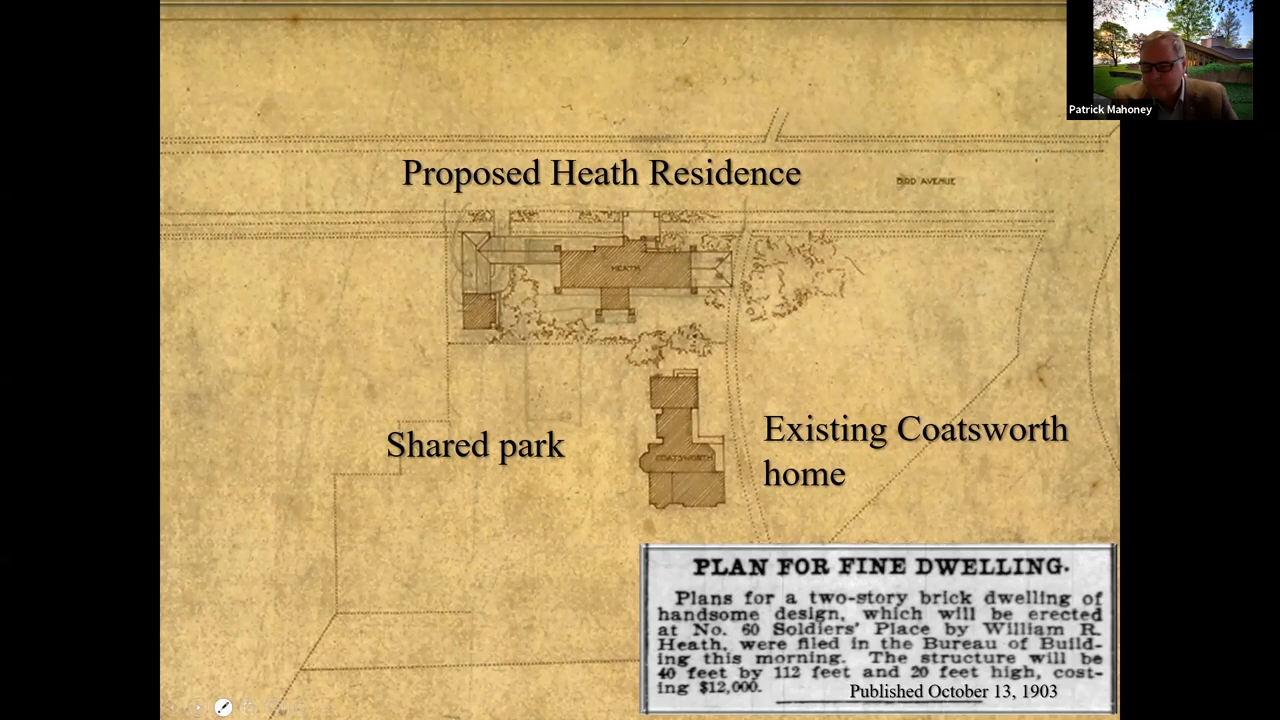 Patrick Mahoney
Proposed Heath Residence
BIRD AVENUE
HEATH
Shared park
Existing Coatsworth
home
COATSWORTH
PLAN FOR FINE DWELLING.
Plans for a two-story brick dwelling of
handsome design, which will be erected
at No. 60 Soldiers' Place by William R.
Heath, were filed in the Bureau of Build-
ing this morning. The structure will be
40 feet by 112 feet and 20 feet high, cost-
ing $12,000.
Published October 13, 1903